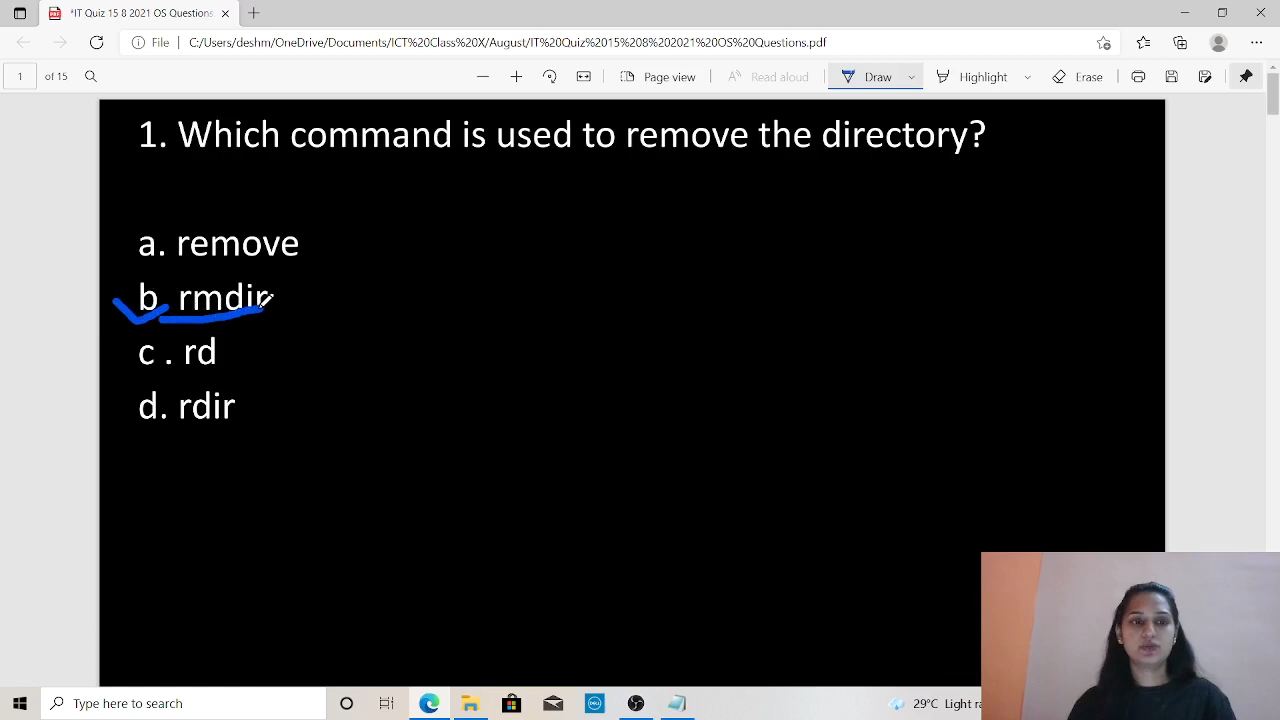 *IT Quiz 15 8 2021 OS Questions
File
C:/Users/deshm/OneDrive/Documents/ICT%20Class%20X/August/IT%20Quiz%2015%208%202021%20OS%20Questions.pdf
1 of 15
Page view
Read aloud
Draw
Highlight
Erase
1. Which command is used to remove the directory?
a. remove
b. rmdir
c . rd
d. rdir
Type here to search
DELL
29°C Light ra